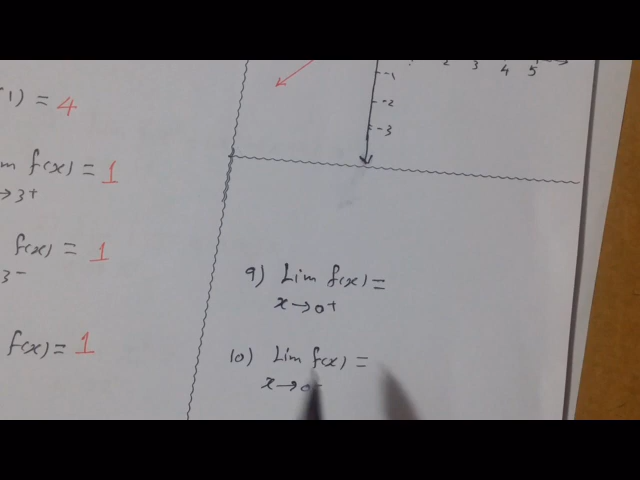 1) = 4
m f(x) = 1
→ 3+
f(x) = 1
3-
f(x) = 1
2 3 4 5
-1
-2
-3
9) Lim f(x) =
x → 0+
10) Lim f(x) =
x → 0-